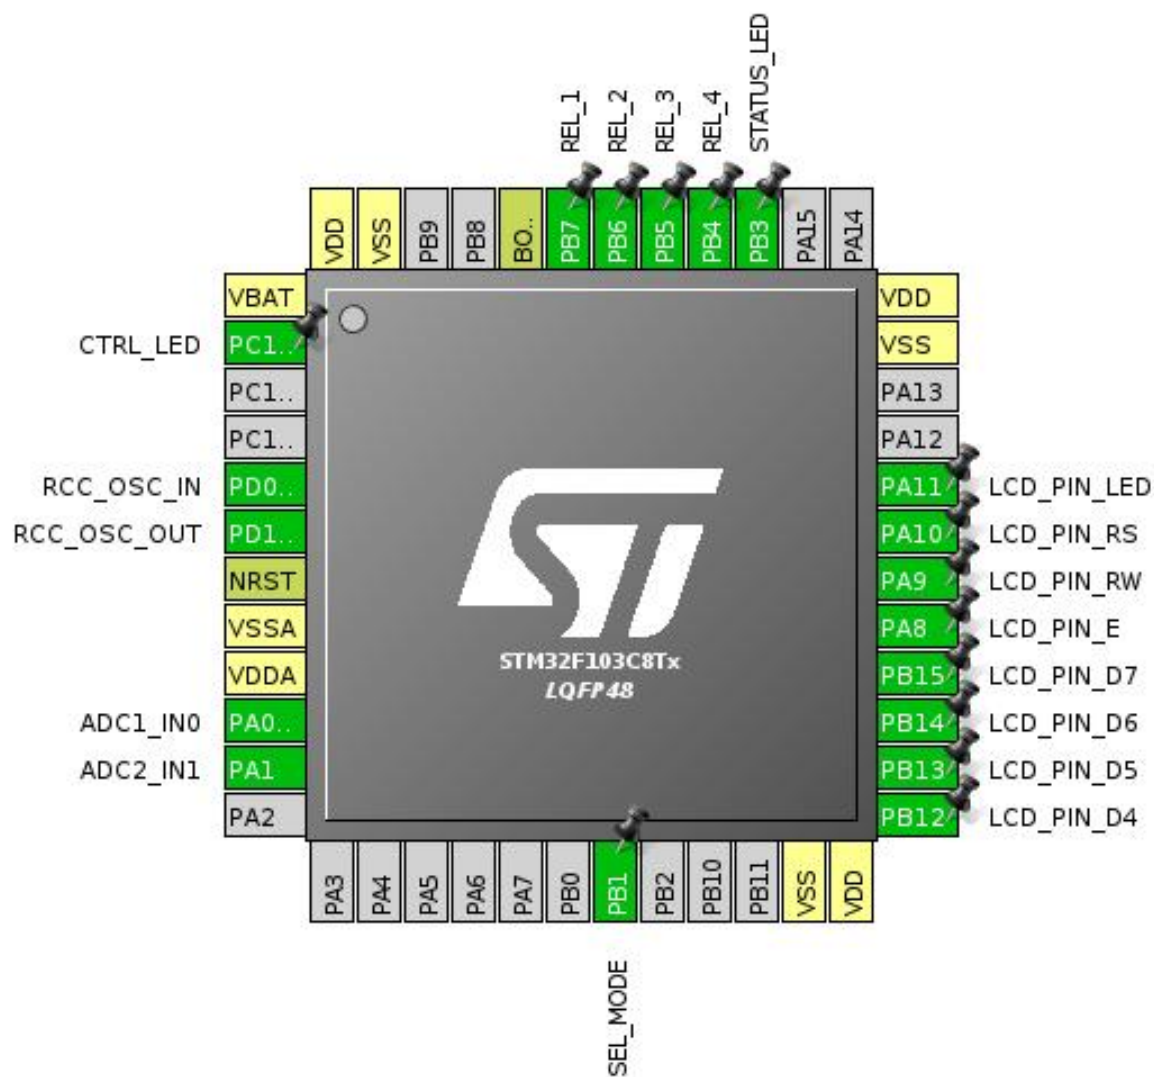 REL_1
REL_2
REL_3
REL_4
STATUS_LED
VDD
VSS
PB9
PB8
BO..
PB7
PB6
PB5
PB4
PB3
PA15
PA14
VBAT
CTRL_LED PC1..
PC1..
PC1..
RCC_OSC_IN PD0..
RCC_OSC_OUT PD1..
NRST
VSSA
VDDA
ADC1_IN0 PA0..
ADC2_IN1 PA1
PA2
ST
STM32F103C8Tx
LQFP48
VDD
VSS
PA13
PA12
PA11 LCD_PIN_LED
PA10 LCD_PIN_RS
PA9 LCD_PIN_RW
PA8 LCD_PIN_E
PB15 LCD_PIN_D7
PB14 LCD_PIN_D6
PB13 LCD_PIN_D5
PB12 LCD_PIN_D4
PA3
PA4
PA5
PA6
PA7
PB0
PB1
PB2
PB10
PB11
VSS
VDD
SEL_MODE